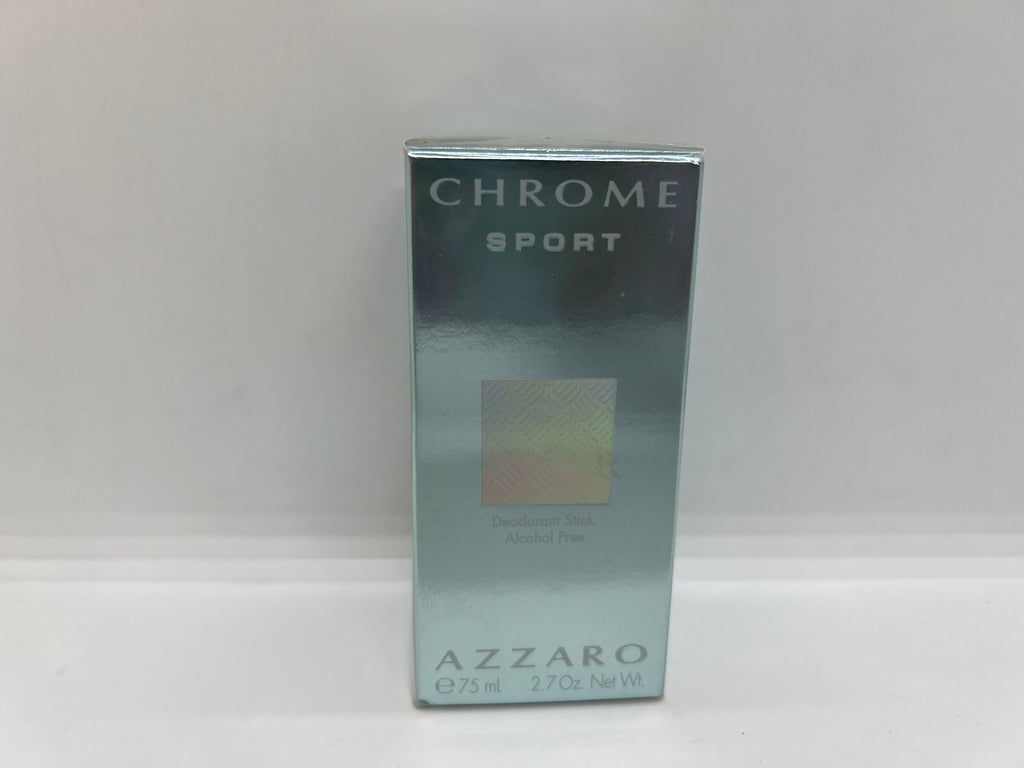 CHROME
SPORT
Deodorant Stick
Alcohol Free
AZZARO
℮ 75 mL 2.7 Oz. Net Wt.